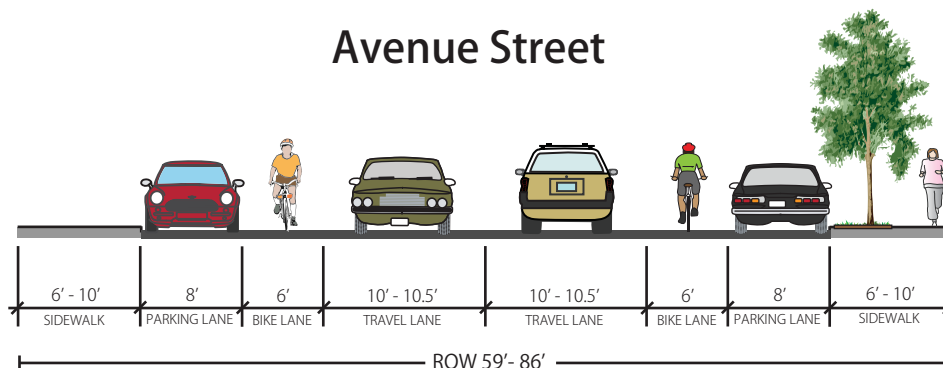 Avenue Street
6' - 10' 8' 6' 10' - 10.5' 10' - 10.5' 6' 8' 6' - 10'
SIDEWALK PARKING LANE BIKE LANE TRAVEL LANE TRAVEL LANE BIKE LANE PARKING LANE SIDEWALK
ROW 59'- 86'